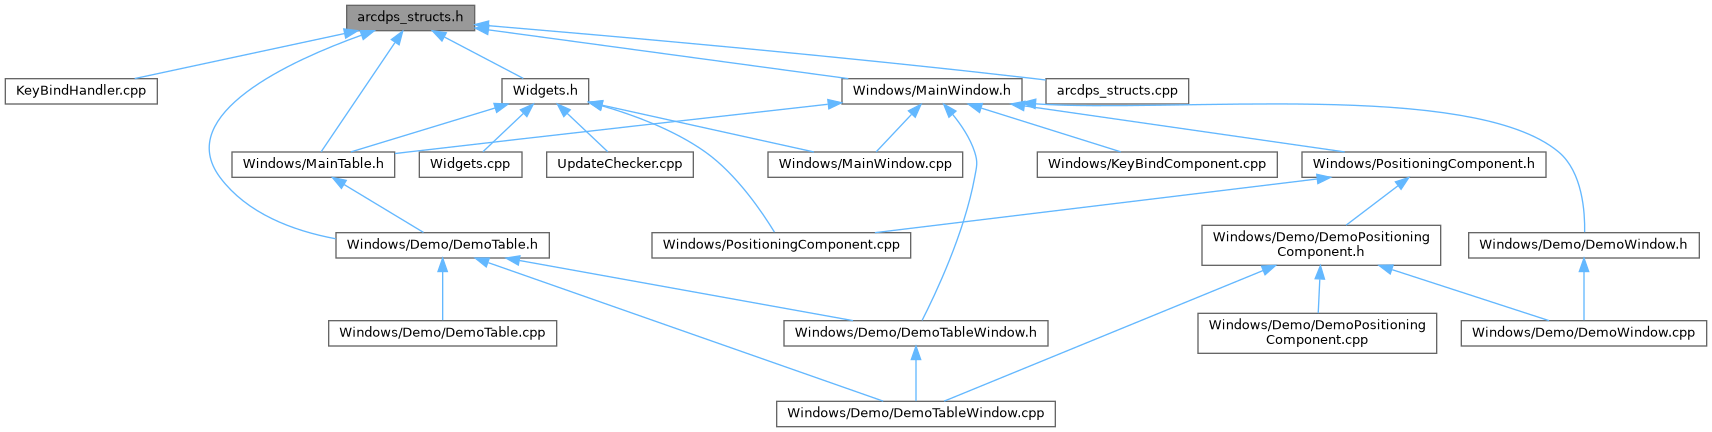 arcdps_structs.h
KeyBindHandler.cpp
Widgets.h
Windows/MainWindow.h
arcdps_structs.cpp
Windows/MainTable.h
Widgets.cpp
UpdateChecker.cpp
Windows/MainWindow.cpp
Windows/KeyBindComponent.cpp
Windows/PositioningComponent.h
Windows/Demo/DemoTable.h
Windows/PositioningComponent.cpp
Windows/Demo/DemoPositioning
Component.h
Windows/Demo/DemoWindow.h
Windows/Demo/DemoTable.cpp
Windows/Demo/DemoTableWindow.h
Windows/Demo/DemoPositioning
Component.cpp
Windows/Demo/DemoWindow.cpp
Windows/Demo/DemoTableWindow.cpp